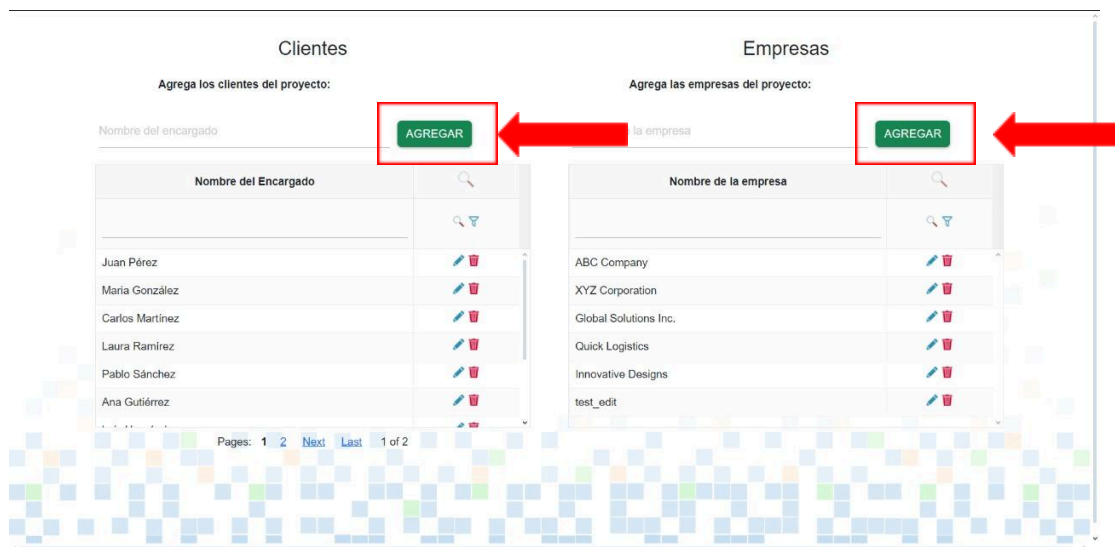 Clientes
Agrega los clientes del proyecto:
Nombre del encargado
AGREGAR
Nombre del Encargado
Juan Pérez
Maria González
Carlos Martínez
Laura Ramírez
Pablo Sánchez
Ana Gutiérrez
Pages: 1 2 Next Last 1 of 2
Empresas
Agrega las empresas del proyecto:
la empresa
AGREGAR
Nombre de la empresa
ABC Company
XYZ Corporation
Global Solutions Inc.
Quick Logistics
Innovative Designs
test_edit